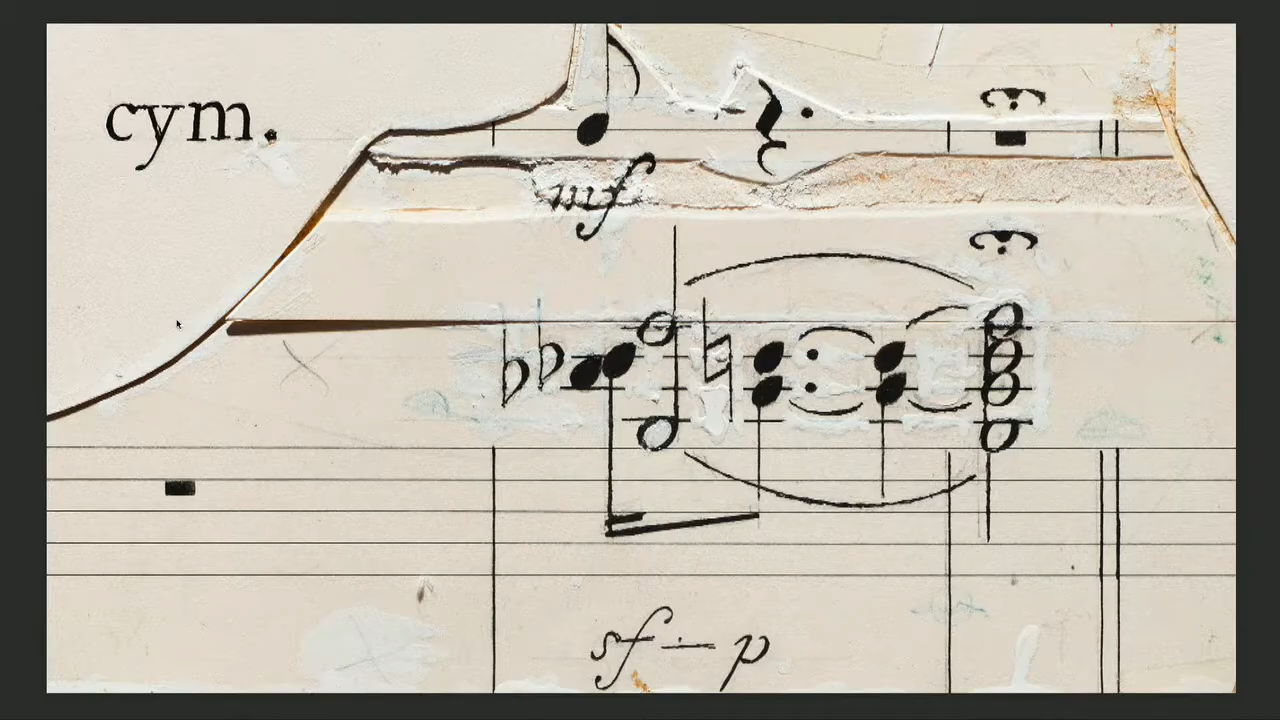 cym.
mf
sf – p